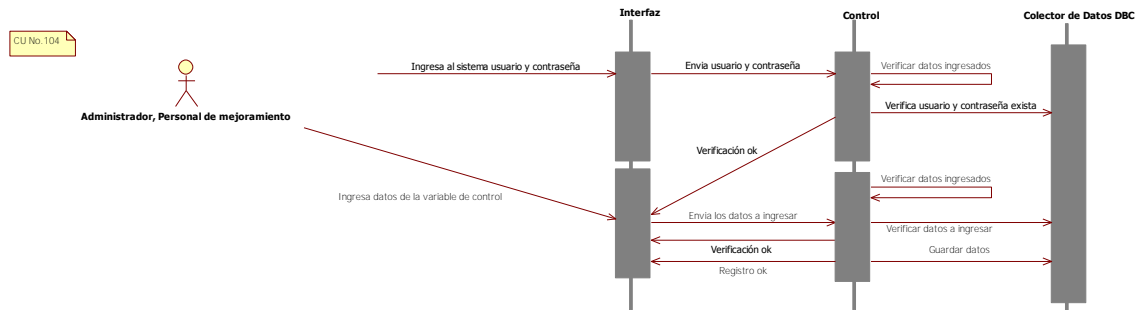 Interfaz
Control
Colector de Datos DBC
CU No.104
Ingresa al sistema usuario y contraseña
Envia usuario y contraseña
Verificar datos ingresados
Verifica usuario y contraseña exista
Administrador, Personal de mejoramiento
Verificación ok
Verificar datos ingresados
Ingresa datos de la variable de control
Envia los datos a ingresar
Verificar datos a ingresar
Verificación ok
Guardar datos
Registro ok